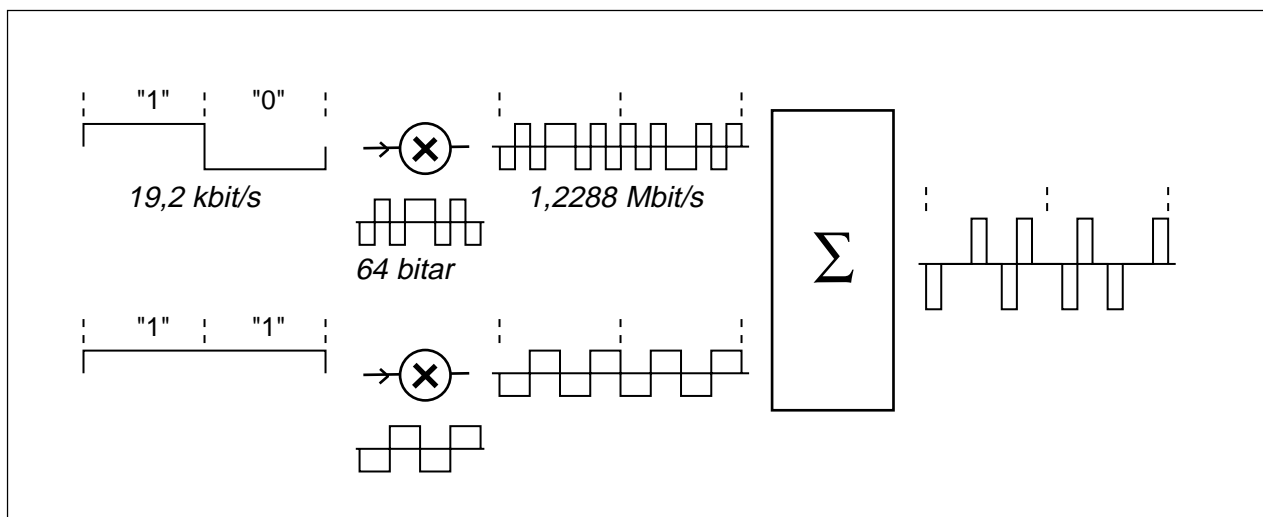 "1" "0"
19,2 kbit/s
1,2288 Mbit/s
64 bitar
Σ
"1" "1"